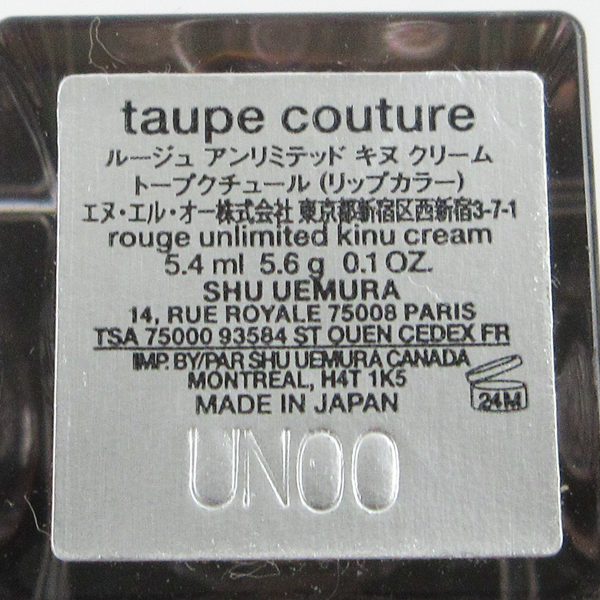 taupe couture
ルージュ アンリミテッド キヌ クリーム
トープクチュール (リップカラー)
エヌ・エル・オー株式会社 東京都新宿区西新宿3-7-1
rouge unlimited kinu cream
5.4 ml 5.6 g 0.1 OZ.
SHU UEMURA
14, RUE ROYALE 75008 PARIS
TSA 75000 93584 ST OUEN CEDEX FR
IMP. BY/PAR SHU UEMURA CANADA
MONTREAL, H4T 1K5
MADE IN JAPAN
24M
UN00